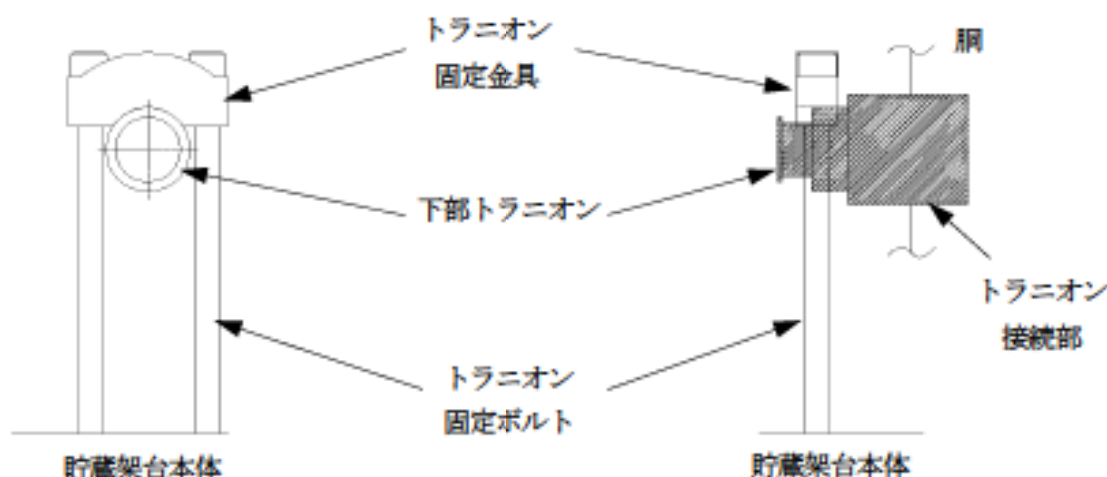 トラニオン
固定金具
胴
下部トラニオン
トラニオン
接続部
トラニオン
固定ボルト
貯蔵架台本体
貯蔵架台本体